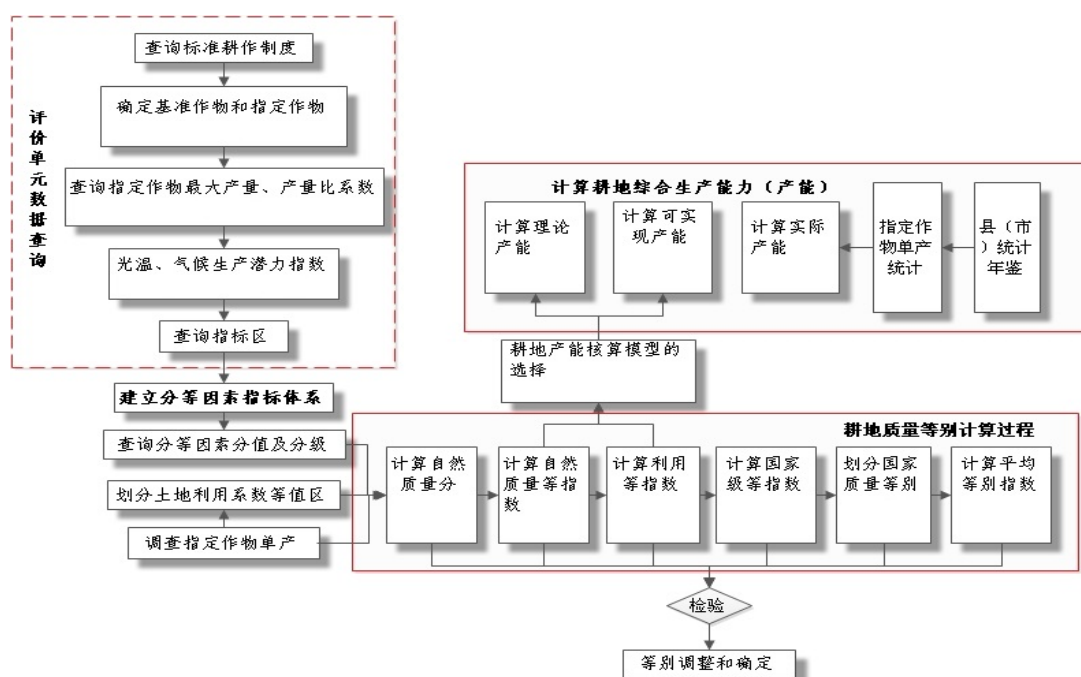 评价单元数据查询
查询标准耕作制度
确定基准作物和指定作物
查询指定作物最大产量、产量比系数
光温、气候生产潜力指数
查询指标区
建立分等因素指标体系
查询分等因素分值及分级
划分土地利用系数等值区
调查指定作物单产
计算耕地综合生产能力（产能）
计算理论
产能
计算可实
现产能
计算实际
产能
指定作
物单产
统计
县（市）统计
年鉴
耕地产能核算模型的
选择
耕地质量等别计算过程
计算自然
质量分
计算自然
质量等指
数
计算利用
等指数
计算国家
级等指数
划分国家
质量等别
计算平均
等别指数
检验
等别调整和确定